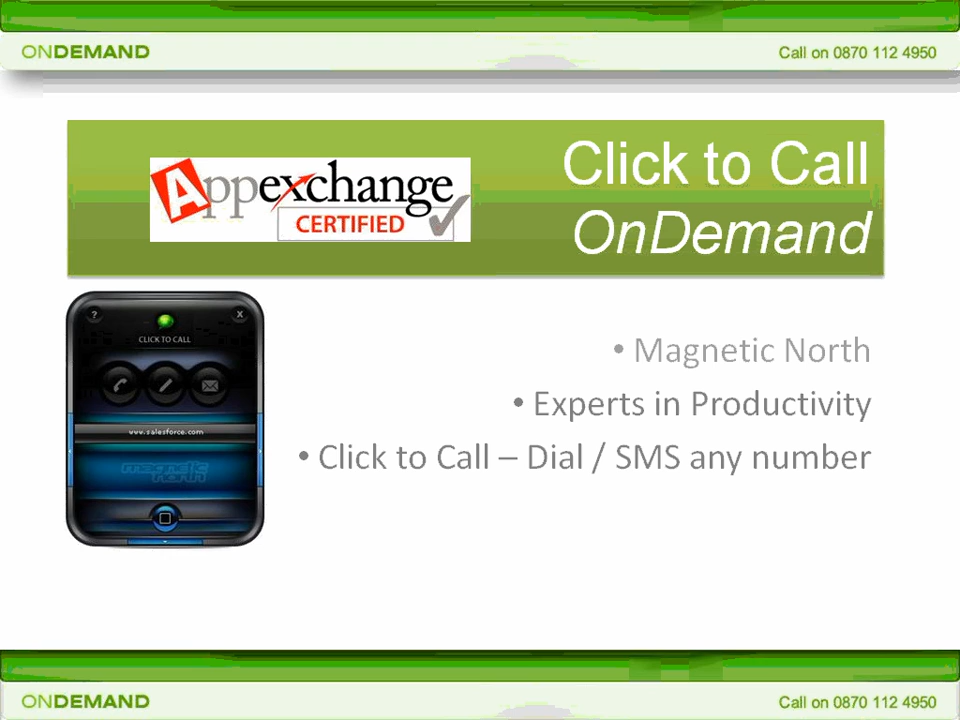 ONDEMAND
Call on 0870 112 4950
Appexchange
CERTIFIED
Click to Call
OnDemand
? X
CLICK TO CALL
www.salesforce.com
magnetic
north
• Magnetic North
• Experts in Productivity
• Click to Call – Dial / SMS any number
ONDEMAND
Call on 0870 112 4950